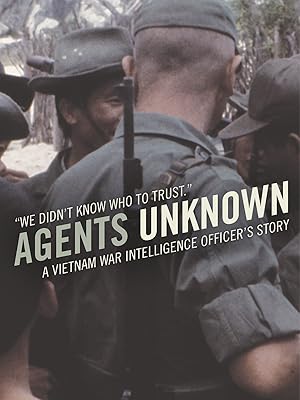 “WE DIDN’T KNOW WHO TO TRUST.”
AGENTS UNKNOWN
A VIETNAM WAR INTELLIGENCE OFFICER’S STORY